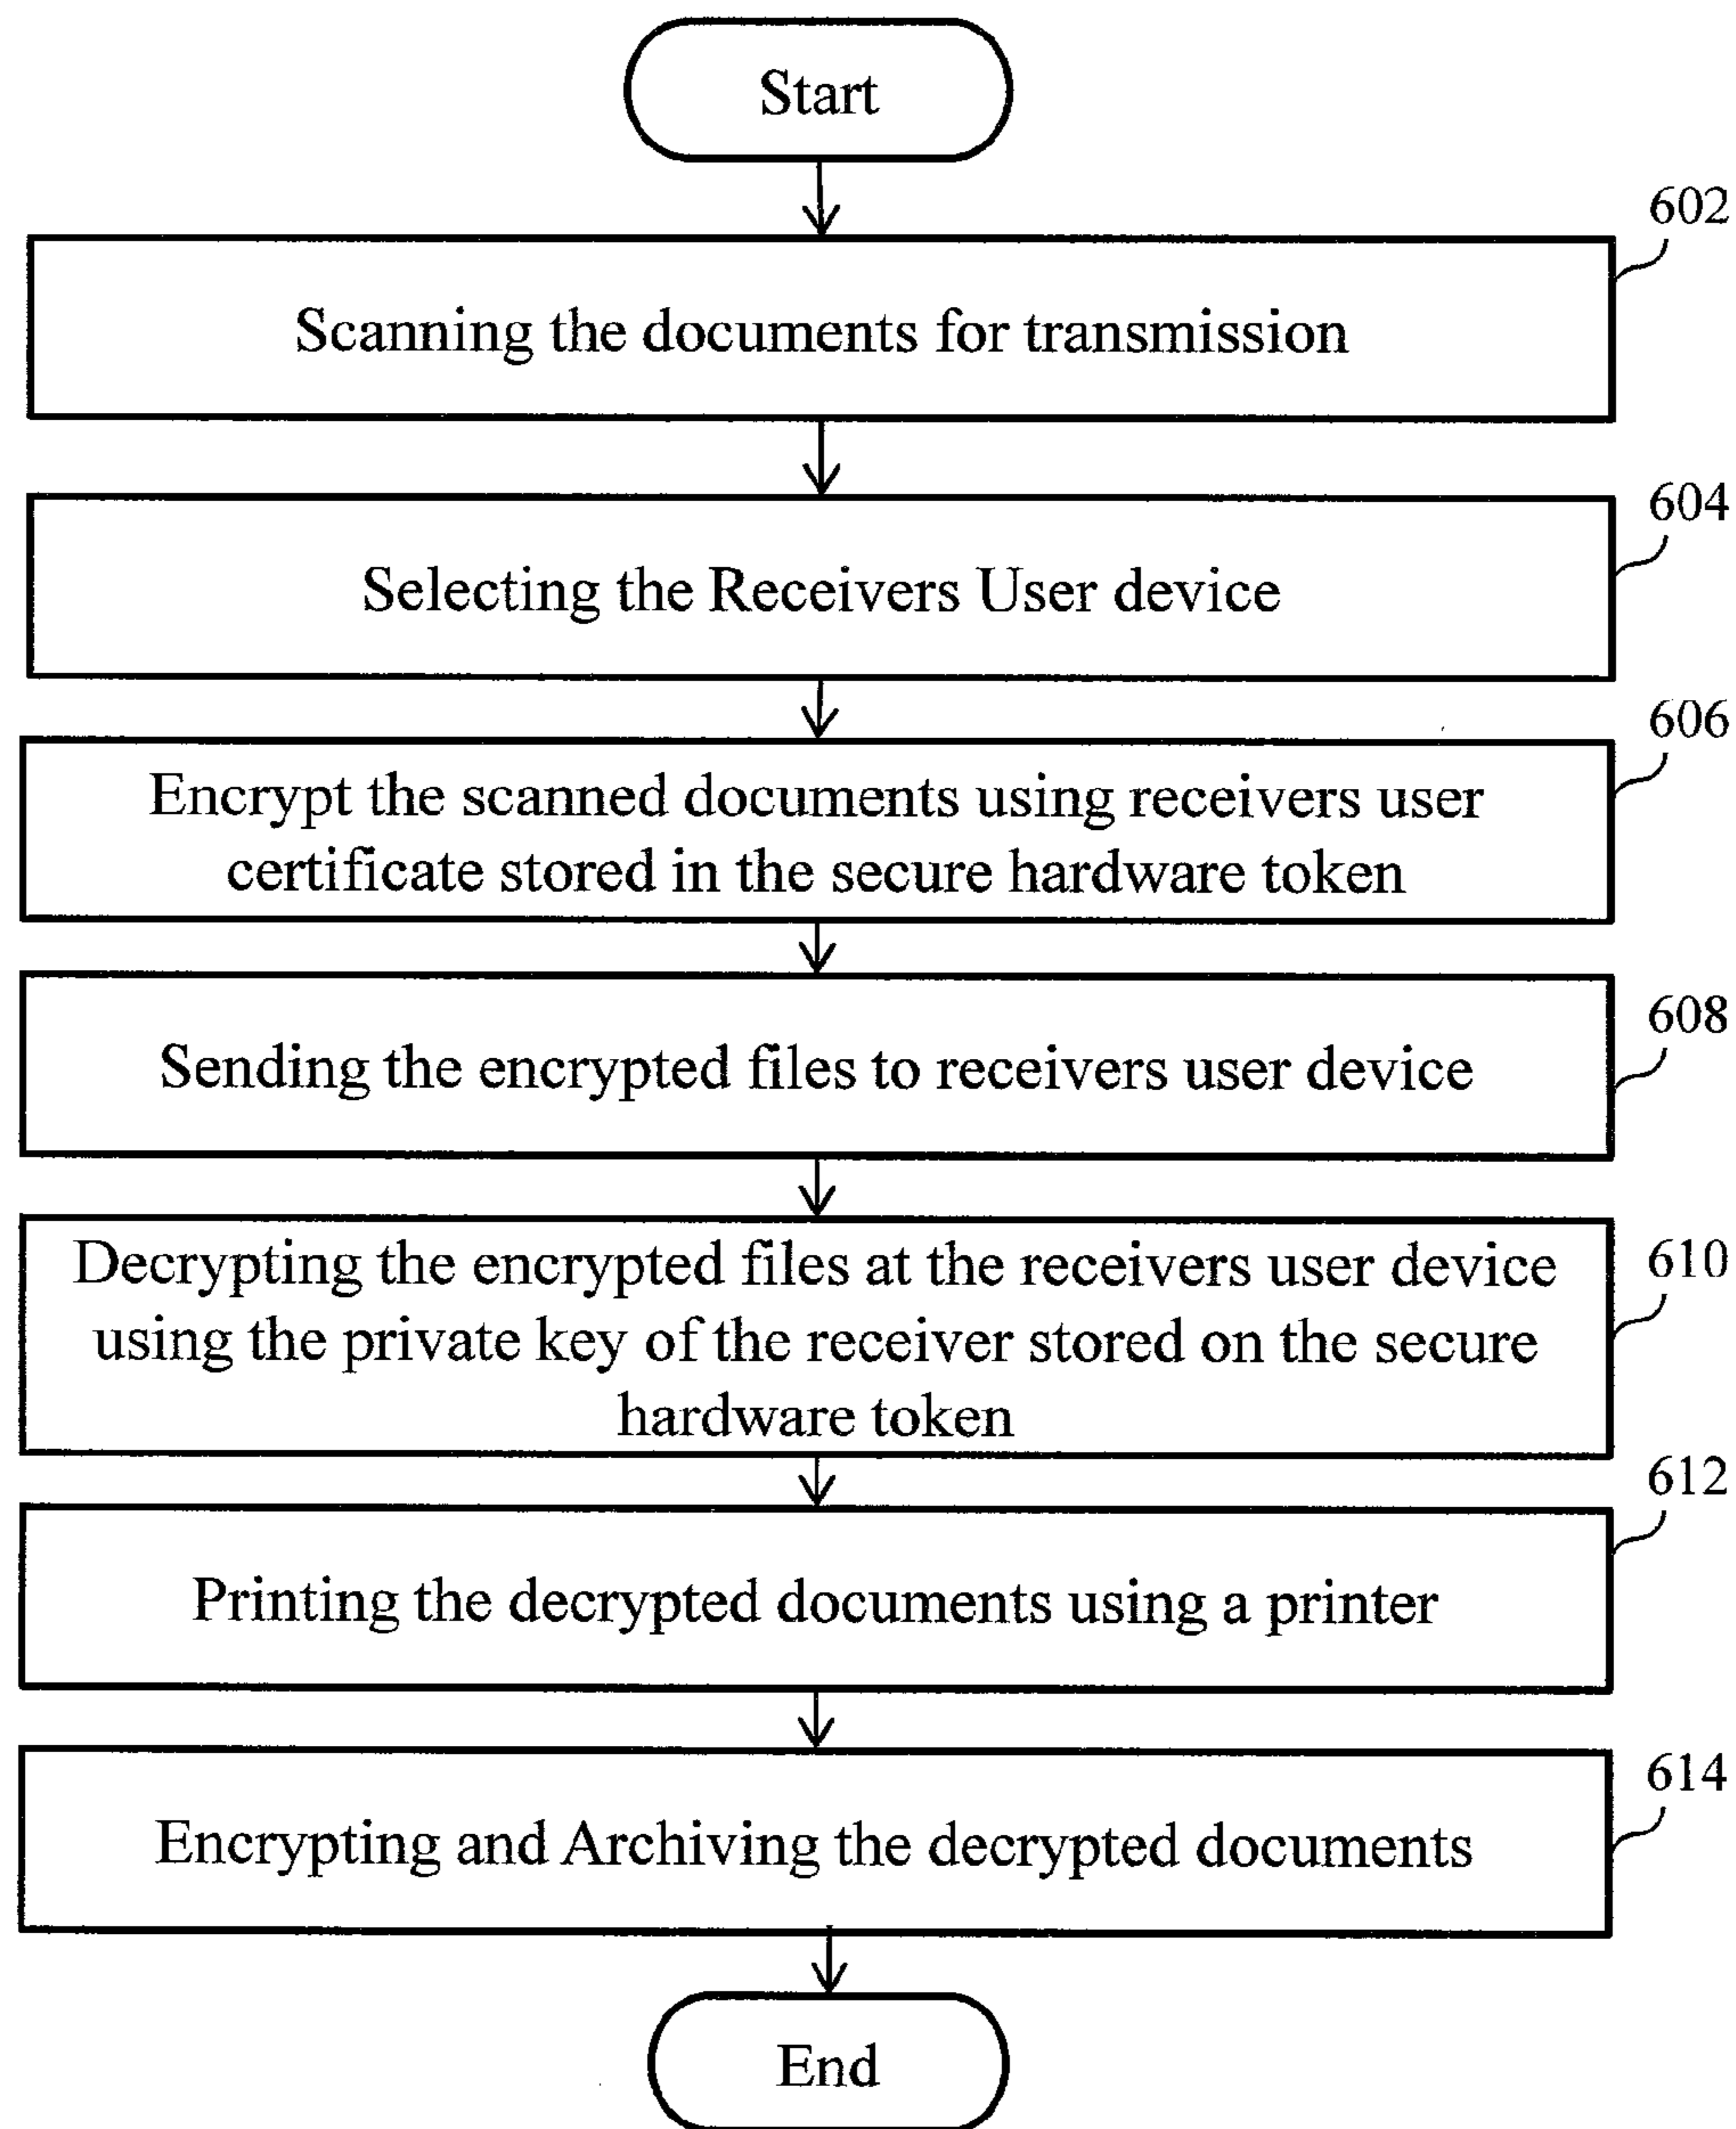 Start
602
Scanning the documents for transmission
604
Selecting the Receivers User device
606
Encrypt the scanned documents using receivers user
certificate stored in the secure hardware token
608
Sending the encrypted files to receivers user device
610
Decrypting the encrypted files at the receivers user device
using the private key of the receiver stored on the secure
hardware token
612
Printing the decrypted documents using a printer
614
Encrypting and Archiving the decrypted documents
End